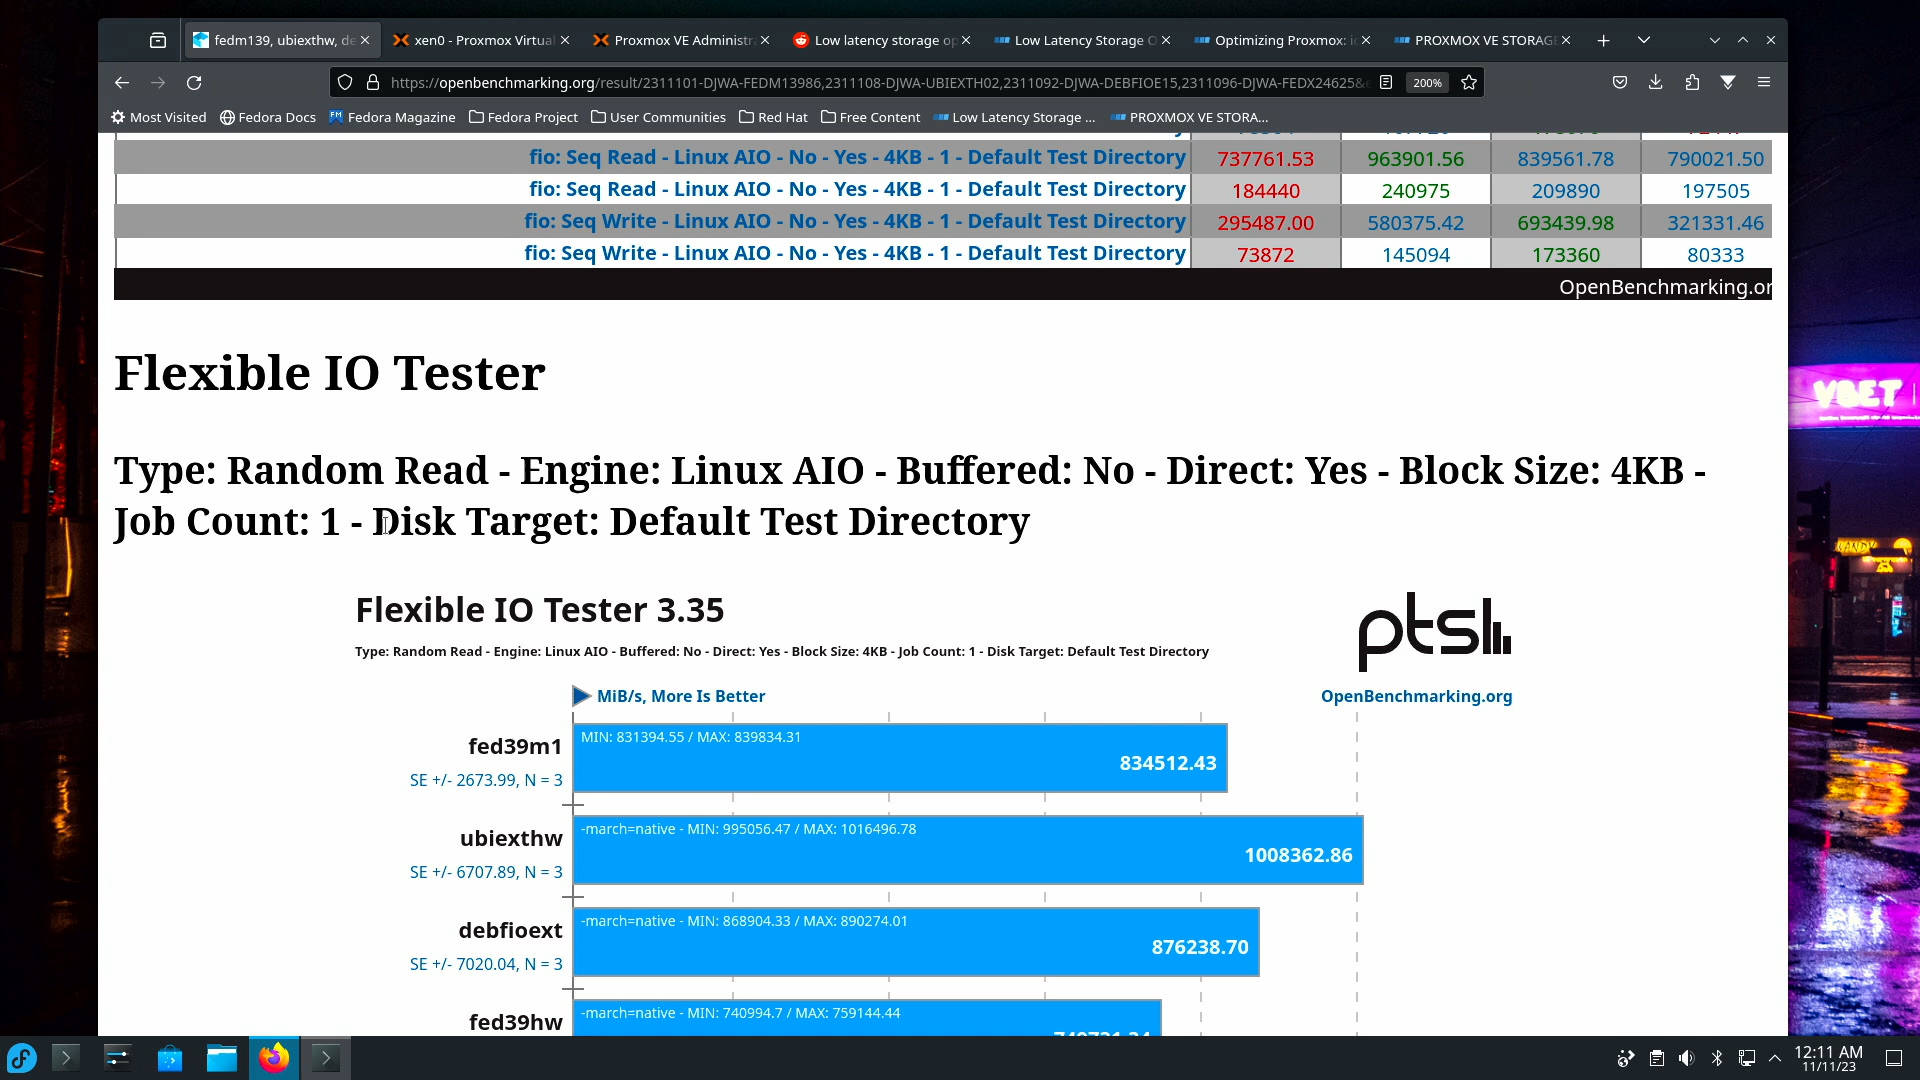 fedm139, ubiexthw, de
xen0 - Proxmox Virtual
Proxmox VE Administr
Low latency storage op
Low Latency Storage O
Optimizing Proxmox: i
PROXMOX VE STORAGE
https://openbenchmarking.org/result/2311101-DJWA-FEDM13986,2311108-DJWA-UBIEXTH02,2311092-DJWA-DEBFIOE15,2311096-DJWA-FEDX24625&
200%
Most Visited
Fedora Docs
Fedora Magazine
Fedora Project
User Communities
Red Hat
Free Content
Low Latency Storage ...
PROXMOX VE STORA...
fio: Seq Read - Linux AIO - No - Yes - 4KB - 1 - Default Test Directory 737761.53 963901.56 839561.78 790021.50
fio: Seq Read - Linux AIO - No - Yes - 4KB - 1 - Default Test Directory 184440 240975 209890 197505
fio: Seq Write - Linux AIO - No - Yes - 4KB - 1 - Default Test Directory 295487.00 580375.42 693439.98 321331.46
fio: Seq Write - Linux AIO - No - Yes - 4KB - 1 - Default Test Directory 73872 145094 173360 80333
OpenBenchmarking.or
Flexible IO Tester
Type: Random Read - Engine: Linux AIO - Buffered: No - Direct: Yes - Block Size: 4KB -
Job Count: 1 - Disk Target: Default Test Directory
Flexible IO Tester 3.35
pts
Type: Random Read - Engine: Linux AIO - Buffered: No - Direct: Yes - Block Size: 4KB - Job Count: 1 - Disk Target: Default Test Directory
MiB/s, More Is Better
OpenBenchmarking.org
fed39m1
SE +/- 2673.99, N = 3
MIN: 831394.55 / MAX: 839834.31
834512.43
ubiexthw
SE +/- 6707.89, N = 3
-march=native - MIN: 995056.47 / MAX: 1016496.78
1008362.86
debfioext
SE +/- 7020.04, N = 3
-march=native - MIN: 868904.33 / MAX: 890274.01
876238.70
fed39hw
-march=native - MIN: 740994.7 / MAX: 759144.44
12:11 AM
11/11/23